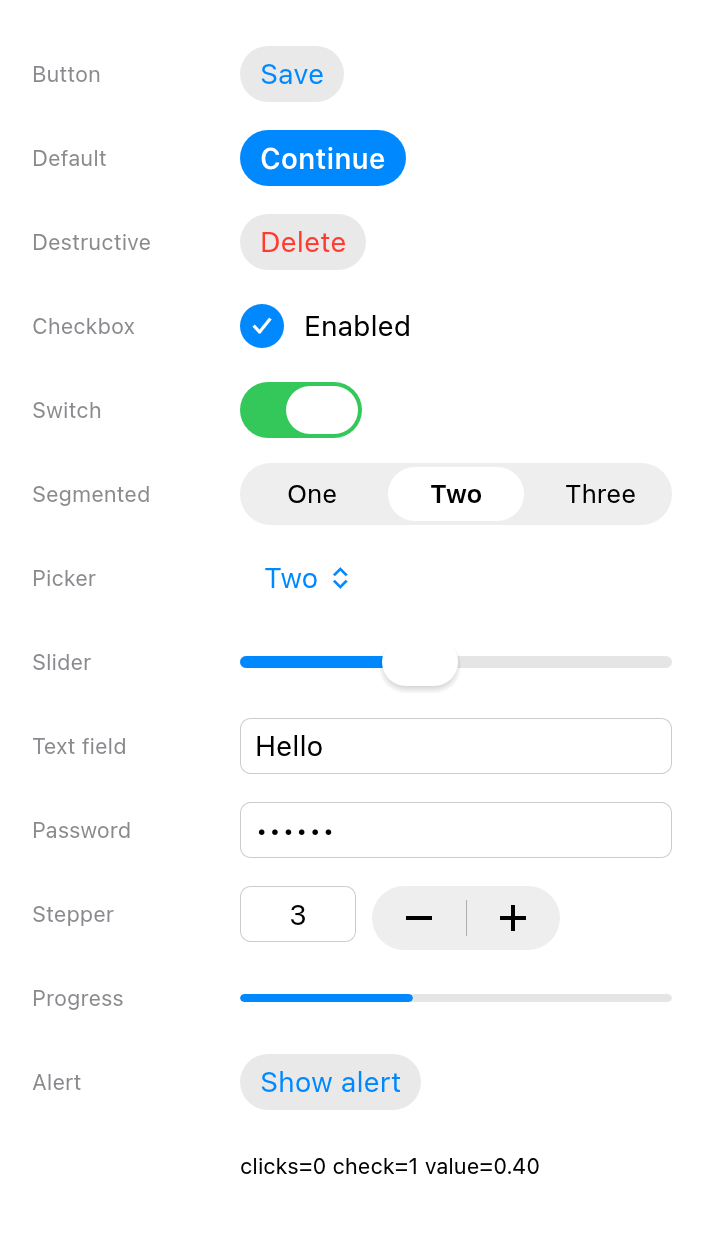 Button Save
Default Continue
Destructive Delete
Checkbox Enabled
Switch
Segmented One Two Three
Picker Two
Slider
Text field Hello
Password ••••••
Stepper 3
Progress
Alert Show alert
clicks=0 check=1 value=0.40